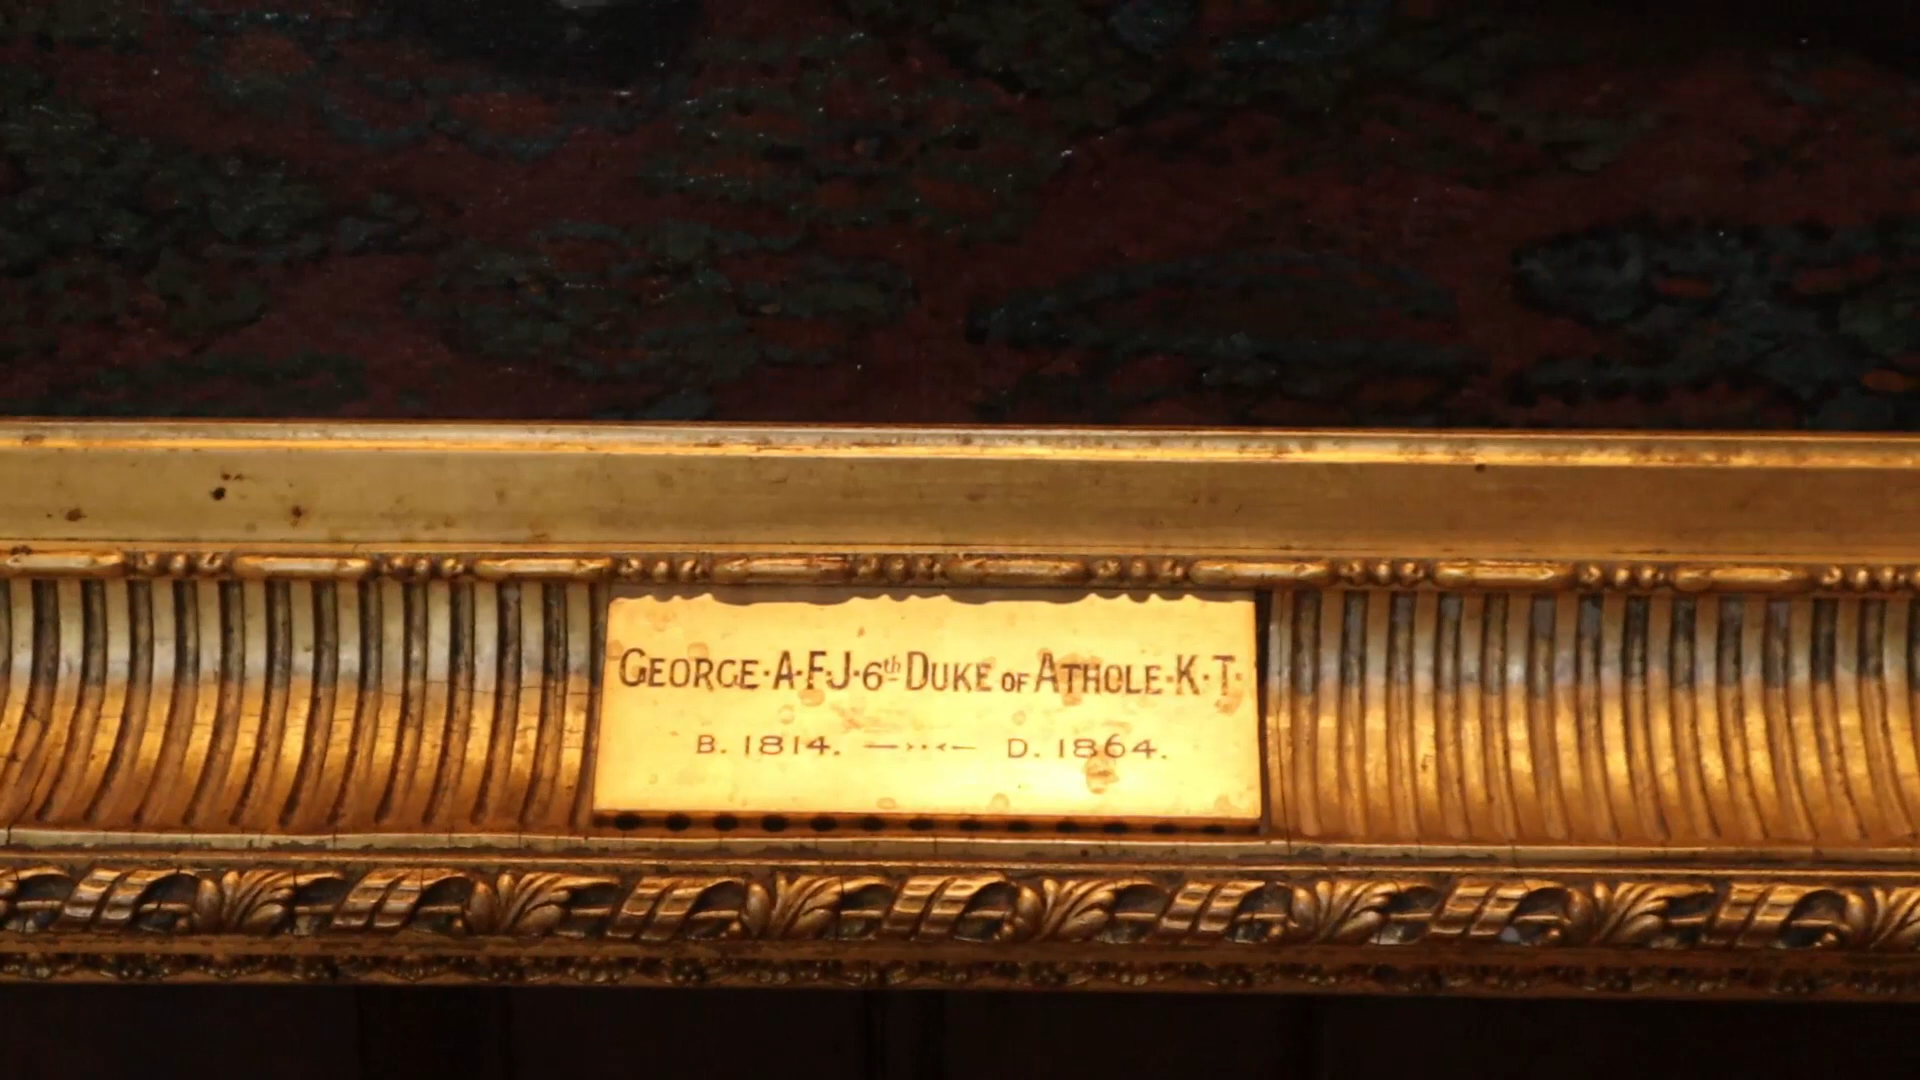 GEORGE·A·F·J·6th DUKE OF ATHOLE·K·T·
B. 1814. D. 1864.